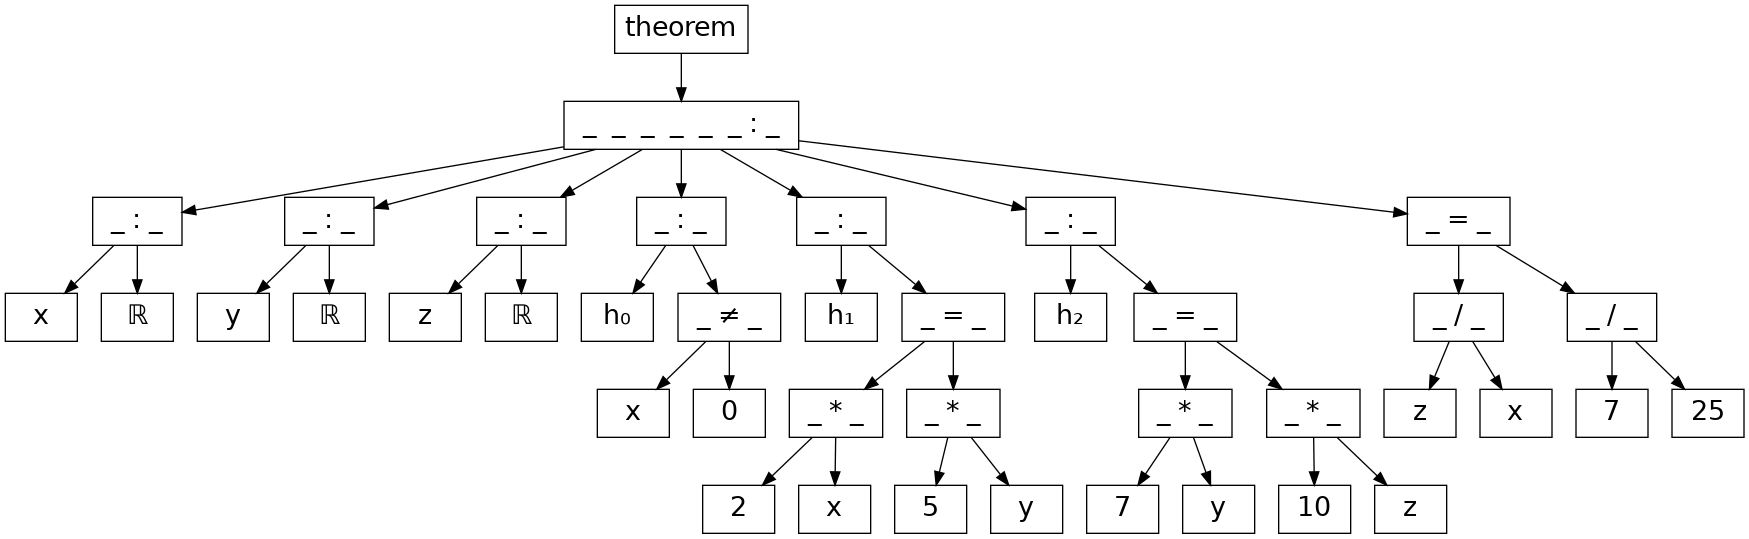 theorem
_ _ _ _ _ _ : _
_ : _ _ : _ _ : _ _ : _ _ : _ _ : _ _ = _
x ℝ y ℝ z ℝ h₀ _ ≠ _ h₁ _ = _ h₂ _ = _ _ / _ _ / _
x 0 _ * _ _ * _ _ * _ _ * _ z x 7 25
2 x 5 y 7 y 10 z